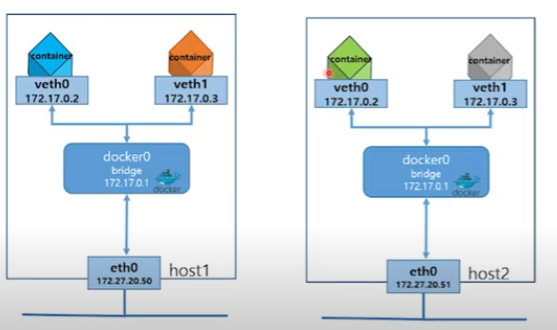 container
veth0
172.17.0.2
container
veth1
172.17.0.3
docker0
bridge
172.17.0.1
docker
eth0
172.27.20.50
host1
container
veth0
172.17.0.2
container
veth1
172.17.0.3
docker0
bridge
172.17.0.1
docker
eth0
172.27.20.51
host2